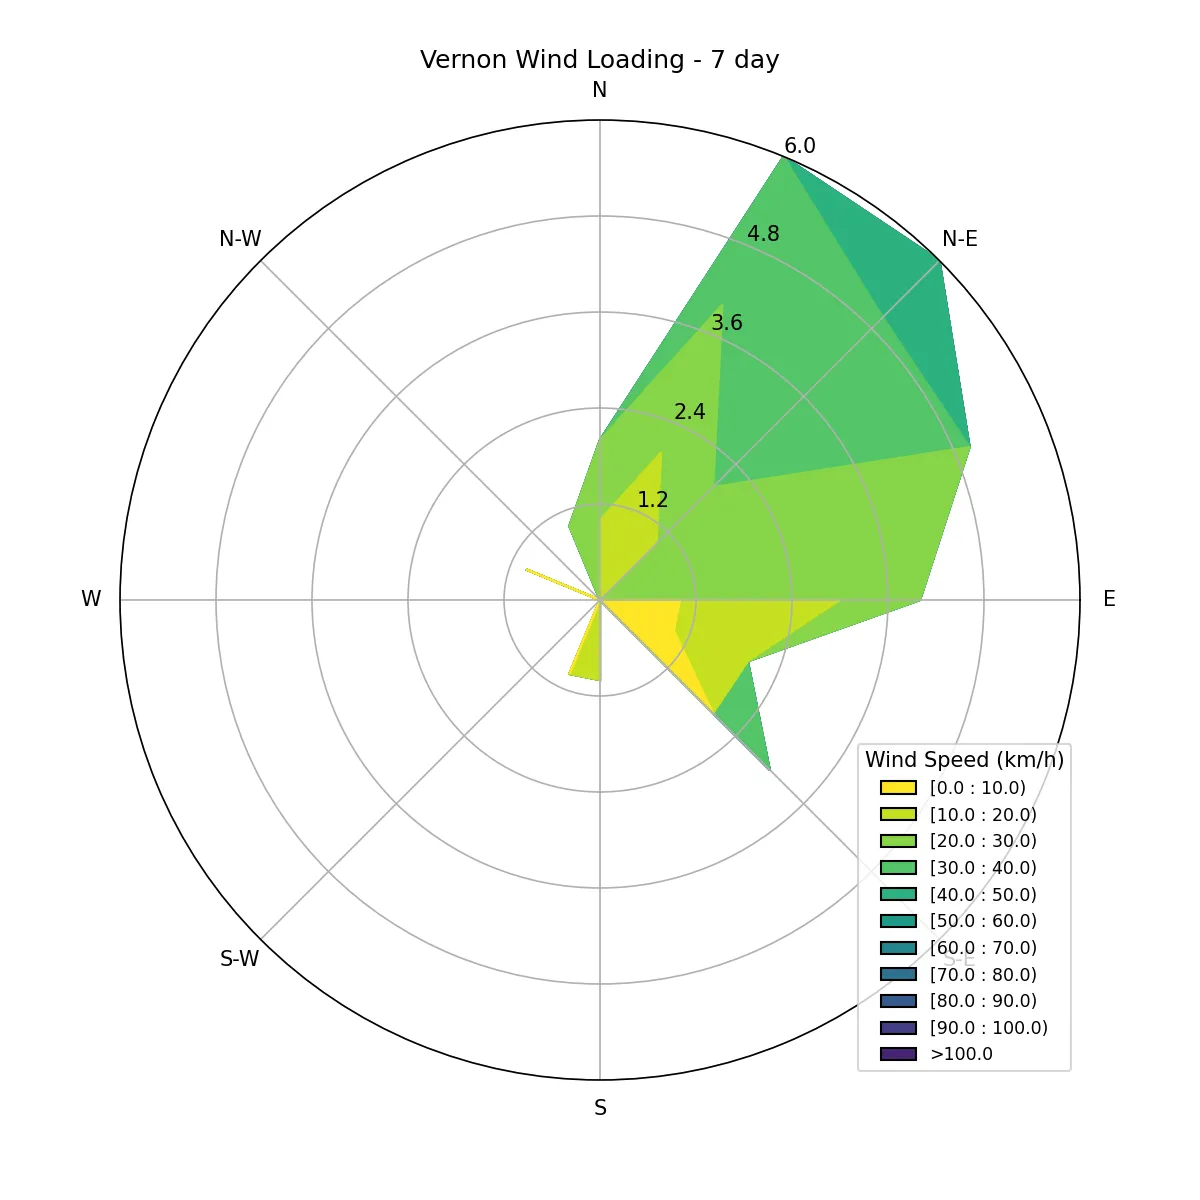 Vernon Wind Loading - 7 day
N
6.0
4.8
N-W
N-E
3.6
2.4
1.2
W
E
Wind Speed (km/h)
[0.0 : 10.0)
[10.0 : 20.0)
[20.0 : 30.0)
[30.0 : 40.0)
[40.0 : 50.0)
[50.0 : 60.0)
[60.0 : 70.0)
[70.0 : 80.0)
[80.0 : 90.0)
[90.0 : 100.0)
>100.0
S-W
S-E
S